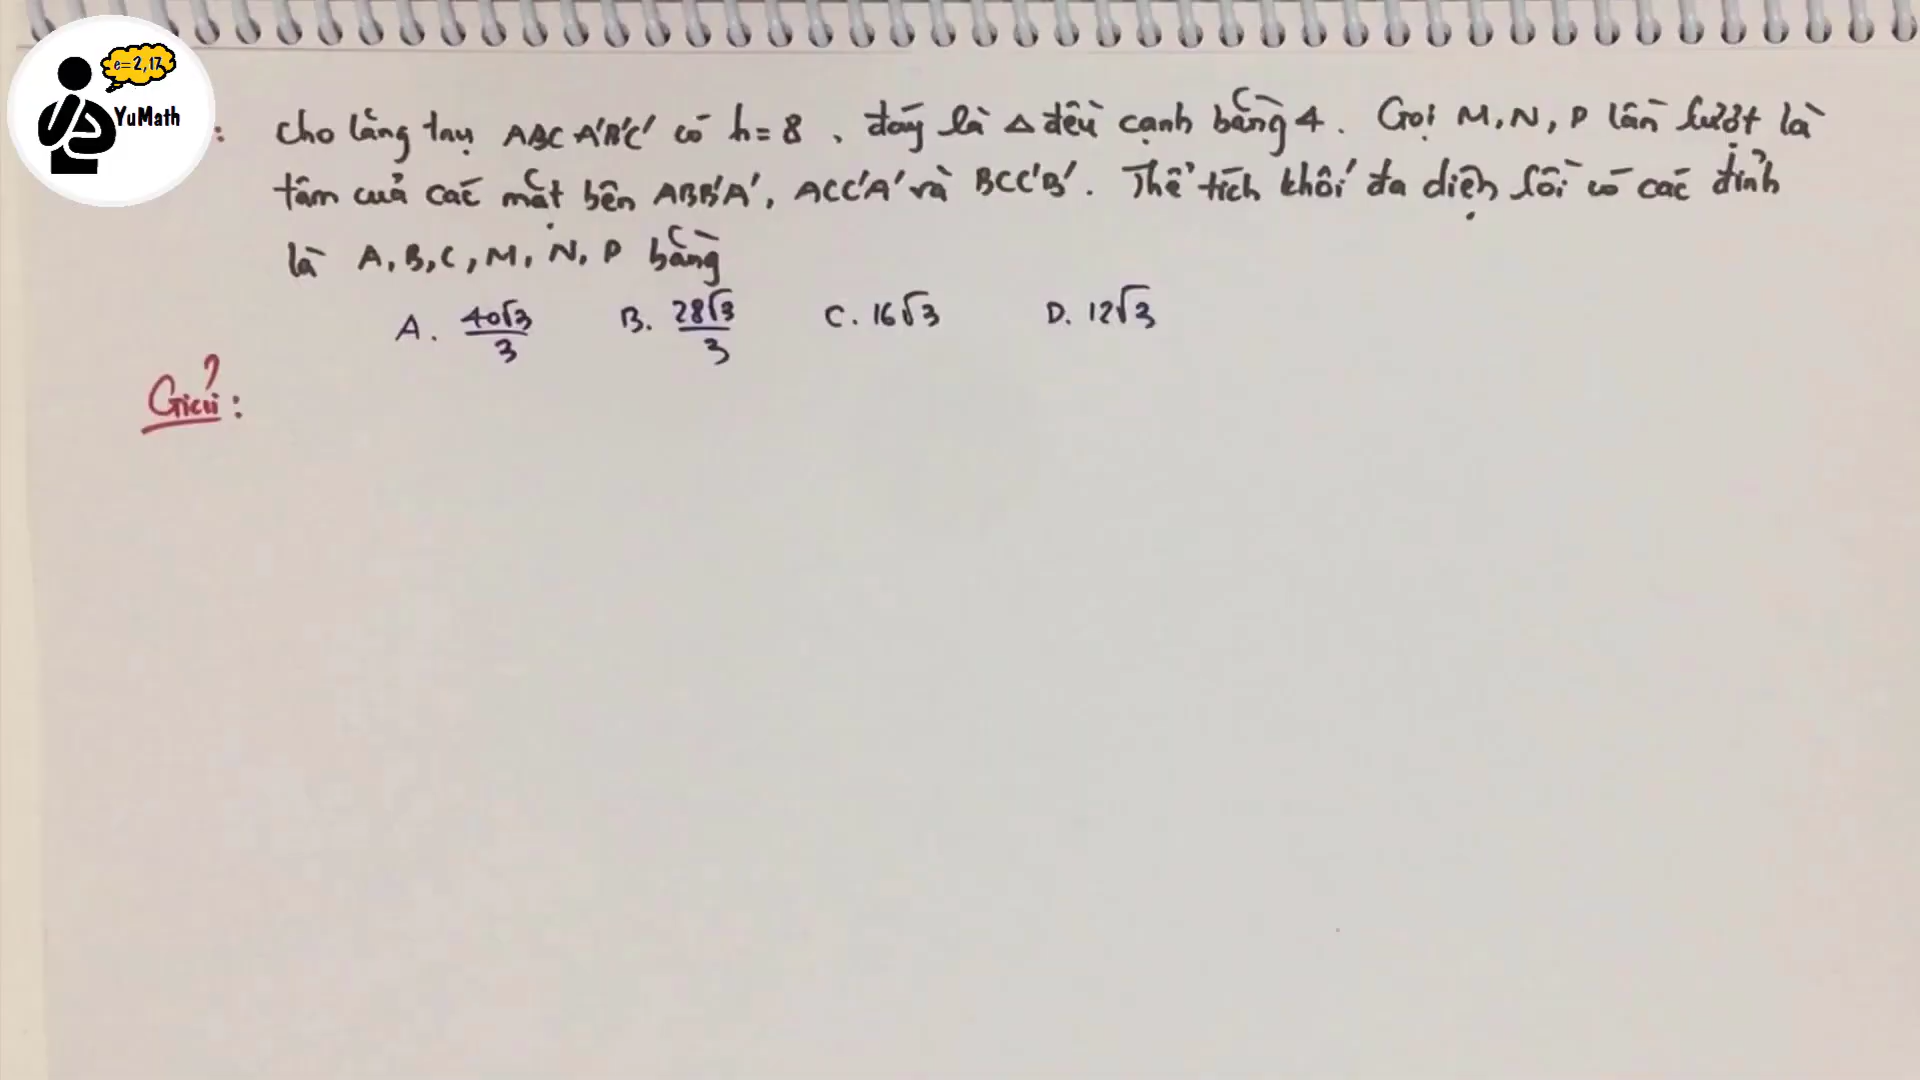 e=2,17
YuMath
: Cho lăng trụ ABC A'B'C' có h = 8 , đáy là Δ đều cạnh bằng 4 . Gọi M, N, P lần lượt là
tâm của các mặt bên ABB'A', ACC'A' và BCC'B' . Thể tích khối đa diện lồi có các đỉnh
là A, B, C, M, N, P bằng
A. 40√3/3 B. 28√3/3 C. 16√3 D. 12√3
Giải :